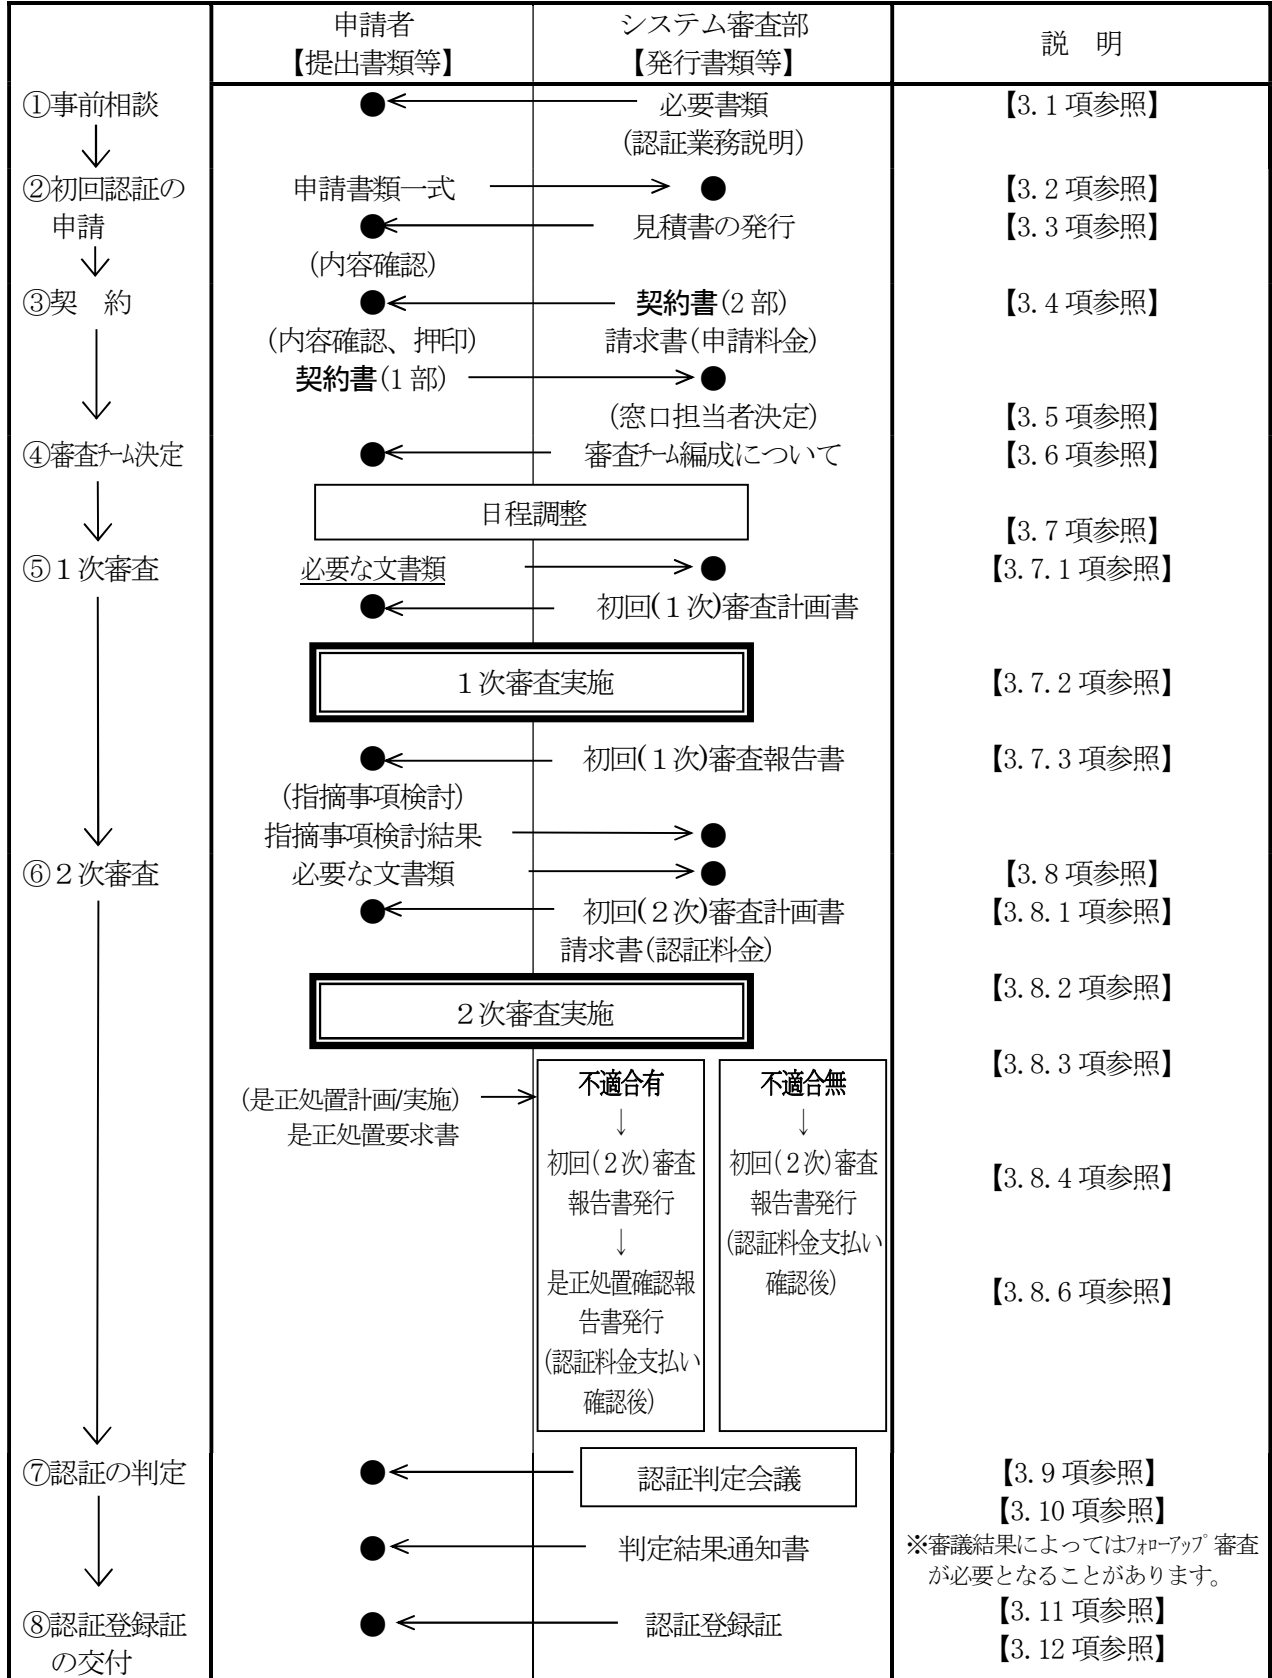 申請者
【提出書類等】
システム審査部
【発行書類等】
説　明
①事前相談
必要書類
(認証業務説明)
【3.1項参照】
②初回認証の
申請
申請書類一式
【3.2項参照】
見積書の発行
【3.3項参照】
(内容確認)
③契　約
契約書(2部)
【3.4項参照】
(内容確認、押印)
請求書(申請料金)
契約書(1部)
(窓口担当者決定)
【3.5項参照】
④審査ﾁｰﾑ決定
審査ﾁｰﾑ編成について
【3.6項参照】
日程調整
【3.7項参照】
⑤１次審査
必要な文書類
【3.7.1項参照】
初回(１次)審査計画書
１次審査実施
【3.7.2項参照】
初回(１次)審査報告書
【3.7.3項参照】
(指摘事項検討)
指摘事項検討結果
⑥２次審査
必要な文書類
【3.8項参照】
初回(２次)審査計画書
【3.8.1項参照】
請求書(認証料金)
２次審査実施
【3.8.2項参照】
【3.8.3項参照】
(是正処置計画/実施)
是正処置要求書
不適合有
↓
初回(２次)審査
報告書発行
↓
是正処置確認報
告書発行
(認証料金支払い
確認後)
不適合無
↓
初回(２次)審査
報告書発行
(認証料金支払い
確認後)
【3.8.4項参照】
【3.8.6項参照】
⑦認証の判定
認証判定会議
【3.9項参照】
【3.10項参照】
判定結果通知書
※審議結果によってはﾌｫﾛｰｱｯﾌﾟ審査
が必要となることがあります。
⑧認証登録証
の交付
認証登録証
【3.11項参照】
【3.12項参照】